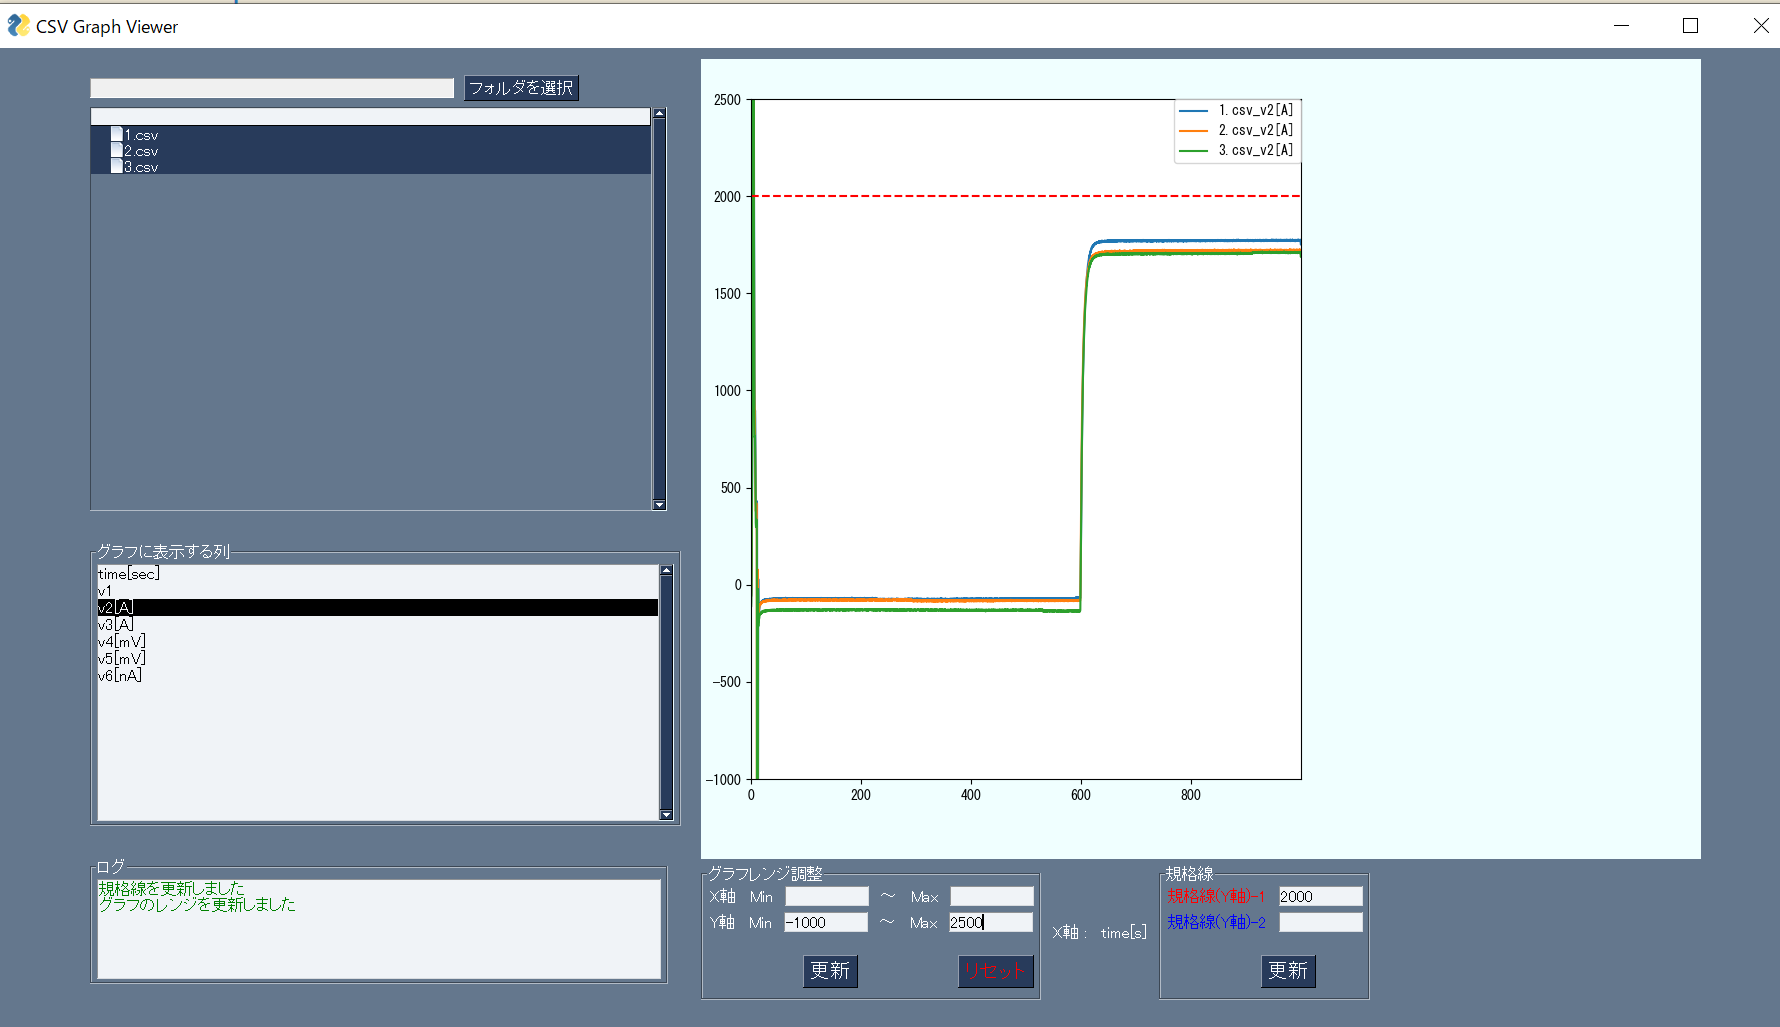 CSV Graph Viewer
フォルダを選択
1.csv
2.csv
3.csv
グラフに表示する列
time[sec]
v1
v2[A]
v3[A]
v4[mV]
v5[mV]
v6[nA]
ログ
規格線を更新しました
グラフのレンジを更新しました
2500
2000
1500
1000
500
0
-500
-1000
0 200 400 600 800
1.csv_v2[A]
2.csv_v2[A]
3.csv_v2[A]
グラフレンジ調整
X軸 Min ～ Max
Y軸 Min -1000 ～ Max 2500
更新 リセット
X軸： time[s]
規格線
規格線(Y軸)-1 2000
規格線(Y軸)-2
更新